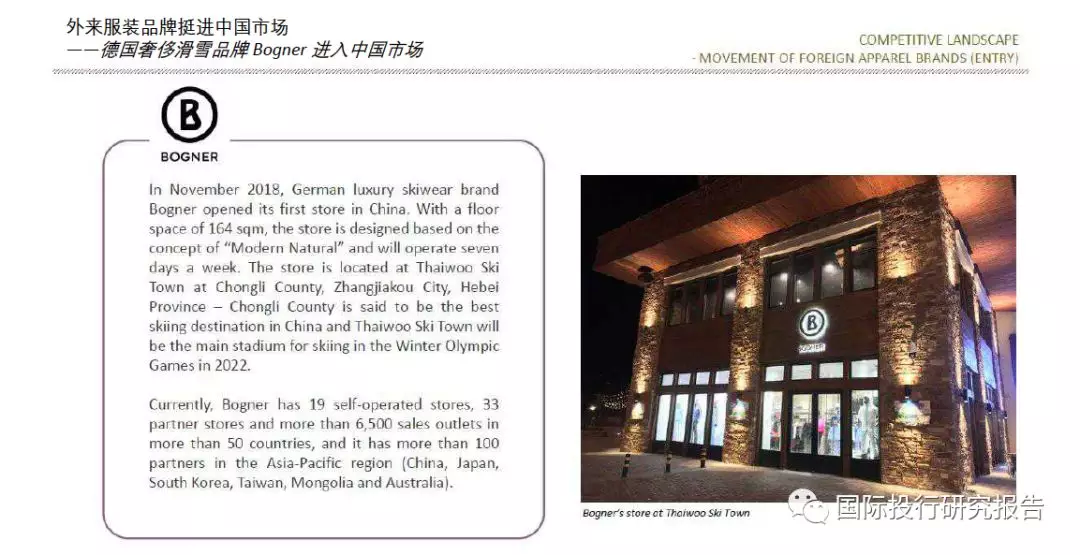 外来服装品牌挺进中国市场
——德国奢侈滑雪品牌 Bogner 进入中国市场
COMPETITIVE LANDSCAPE
- MOVEMENT OF FOREIGN APPAREL BRANDS (ENTRY)
B
BOGNER
In November 2018, German luxury skiwear brand
Bogner opened its first store in China. With a floor
space of 164 sqm, the store is designed based on the
concept of “Modern Natural” and will operate seven
days a week. The store is located at Thaiwoo Ski
Town at Chongli County, Zhangjiakou City, Hebei
Province – Chongli County is said to be the best
skiing destination in China and Thaiwoo Ski Town will
be the main stadium for skiing in the Winter Olympic
Games in 2022.
Currently, Bogner has 19 self-operated stores, 33
partner stores and more than 6,500 sales outlets in
more than 50 countries, and it has more than 100
partners in the Asia-Pacific region (China, Japan,
South Korea, Taiwan, Mongolia and Australia).
B
BOGNER
Bogner's store at Thaiwoo Ski Town
国际投行研究报告